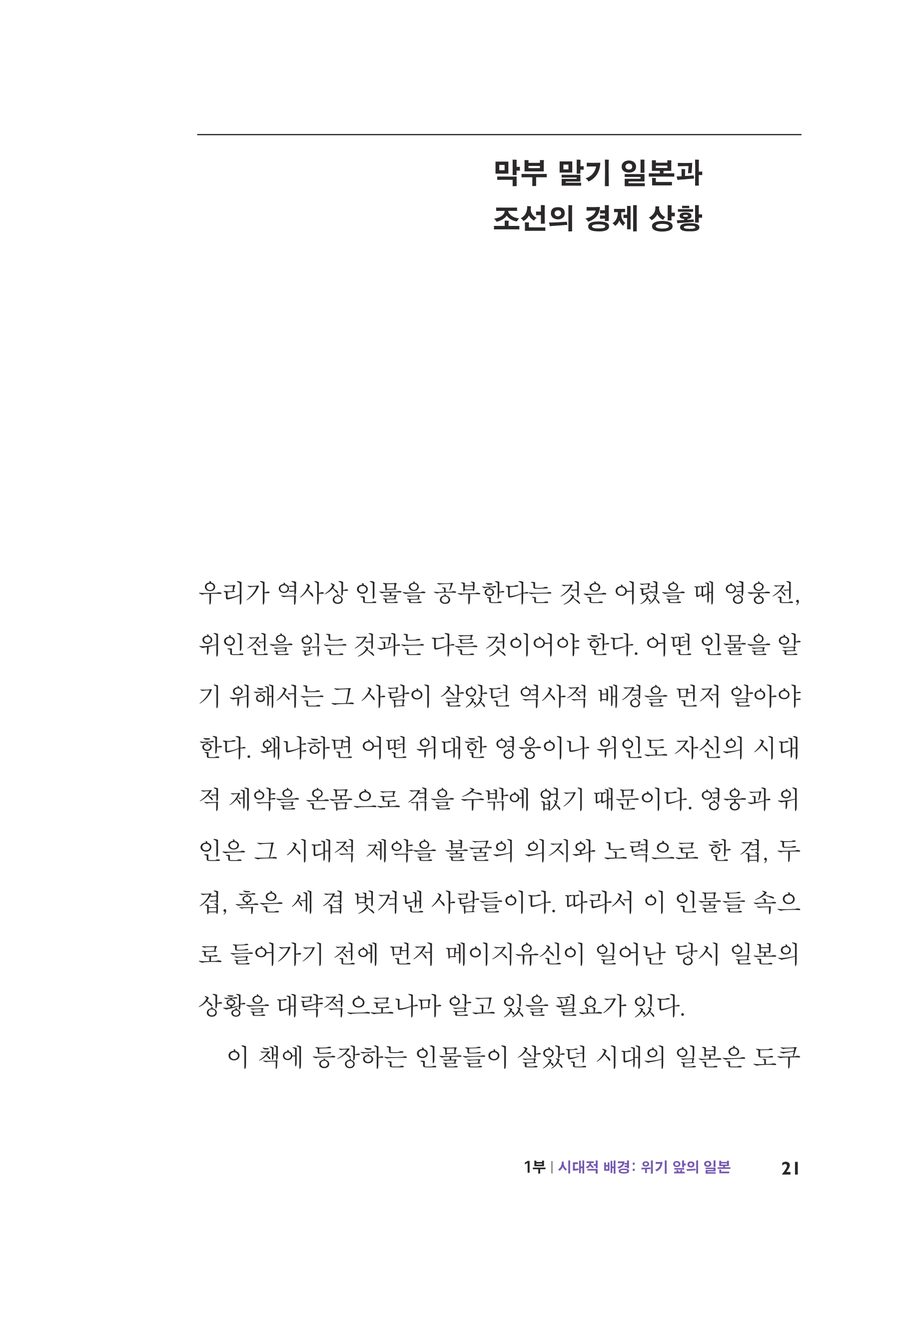 막부 말기 일본과
조선의 경제 상황
우리가 역사상 인물을 공부한다는 것은 어렸을 때 영웅전,
위인전을 읽는 것과는 다른 것이어야 한다. 어떤 인물을 알
기 위해서는 그 사람이 살았던 역사적 배경을 먼저 알아야
한다. 왜냐하면 어떤 위대한 영웅이나 위인도 자신의 시대
적 제약을 온몸으로 겪을 수밖에 없기 때문이다. 영웅과 위
인은 그 시대적 제약을 불굴의 의지와 노력으로 한 겹, 두
겹, 혹은 세 겹 벗겨낸 사람들이다. 따라서 이 인물들 속으
로 들어가기 전에 먼저 메이지유신이 일어난 당시 일본의
상황을 대략적으로나마 알고 있을 필요가 있다.
이 책에 등장하는 인물들이 살았던 시대의 일본은 도쿠
1부 | 시대적 배경: 위기 앞의 일본 21